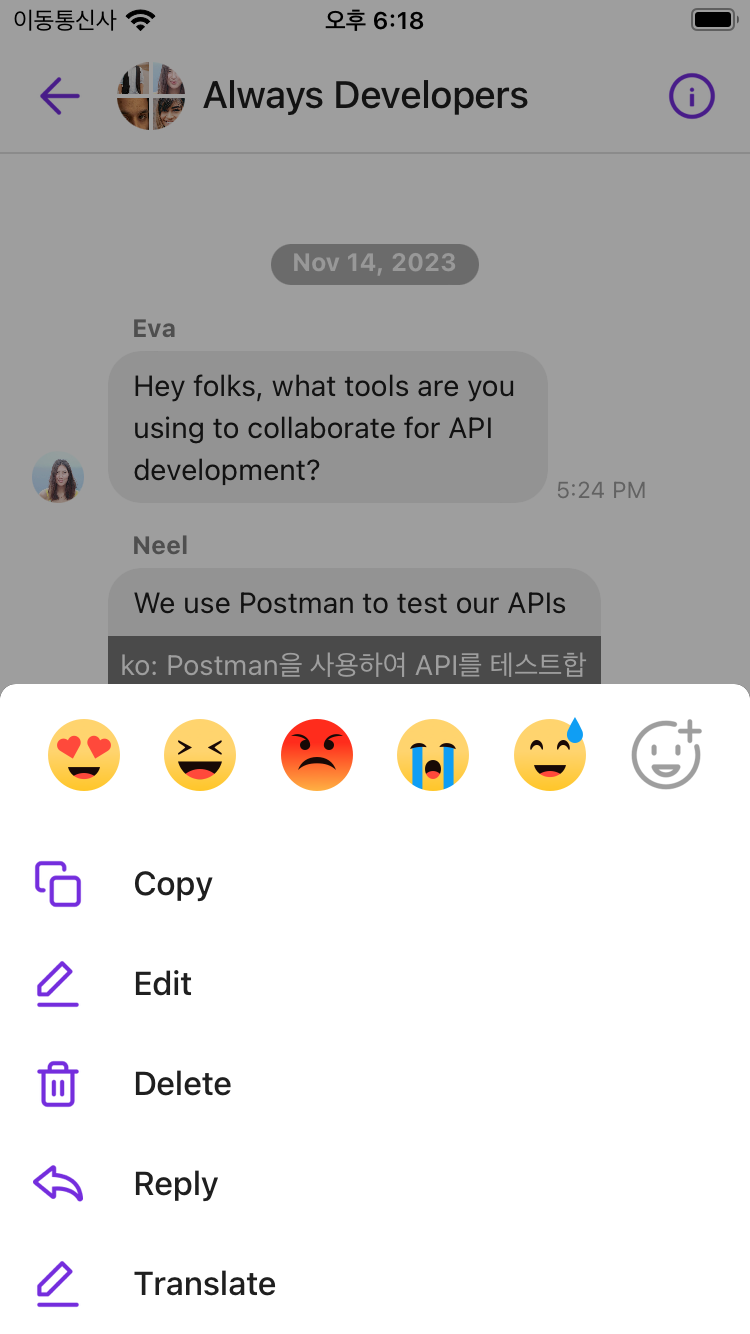 이동통신사 오후 6:18
Always Developers
Nov 14, 2023
Eva
Hey folks, what tools are you
using to collaborate for API
development?
5:24 PM
Neel
We use Postman to test our APIs
ko: Postman을 사용하여 API를 테스트합
Copy
Edit
Delete
Reply
Translate